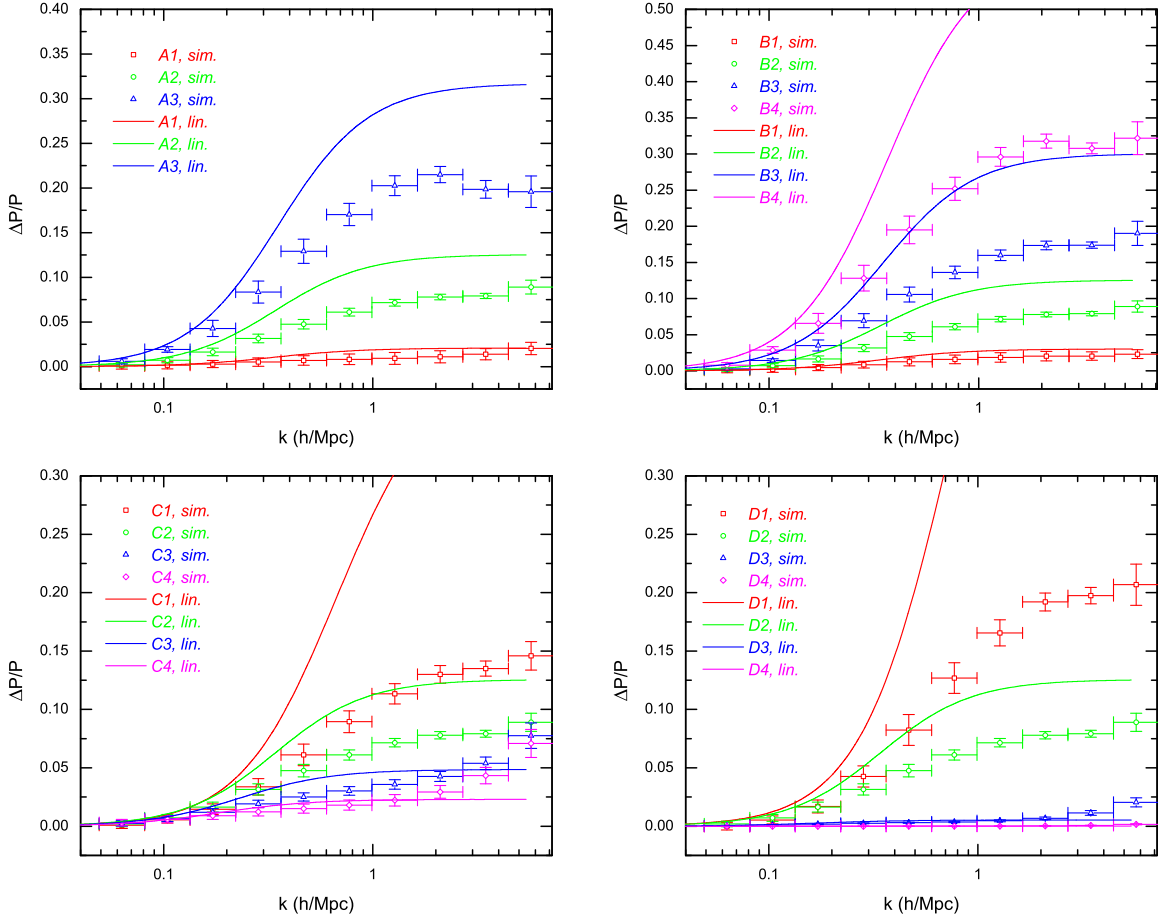 0.40
0.35
0.30
0.25
0.20
0.15
0.10
0.05
0.00
ΔP/P
A1, sim.
A2, sim.
A3, sim.
A1, lin.
A2, lin.
A3, lin.
0.1
1
k (h/Mpc)
0.50
0.45
0.40
0.35
0.30
0.25
0.20
0.15
0.10
0.05
0.00
ΔP/P
B1, sim.
B2, sim.
B3, sim.
B4, sim.
B1, lin.
B2, lin.
B3, lin.
B4, lin.
0.1
1
k (h/Mpc)
0.30
0.25
0.20
0.15
0.10
0.05
0.00
ΔP/P
C1, sim.
C2, sim.
C3, sim.
C4, sim.
C1, lin.
C2, lin.
C3, lin.
C4, lin.
0.1
1
k (h/Mpc)
0.30
0.25
0.20
0.15
0.10
0.05
0.00
ΔP/P
D1, sim.
D2, sim.
D3, sim.
D4, sim.
D1, lin.
D2, lin.
D3, lin.
D4, lin.
0.1
1
k (h/Mpc)